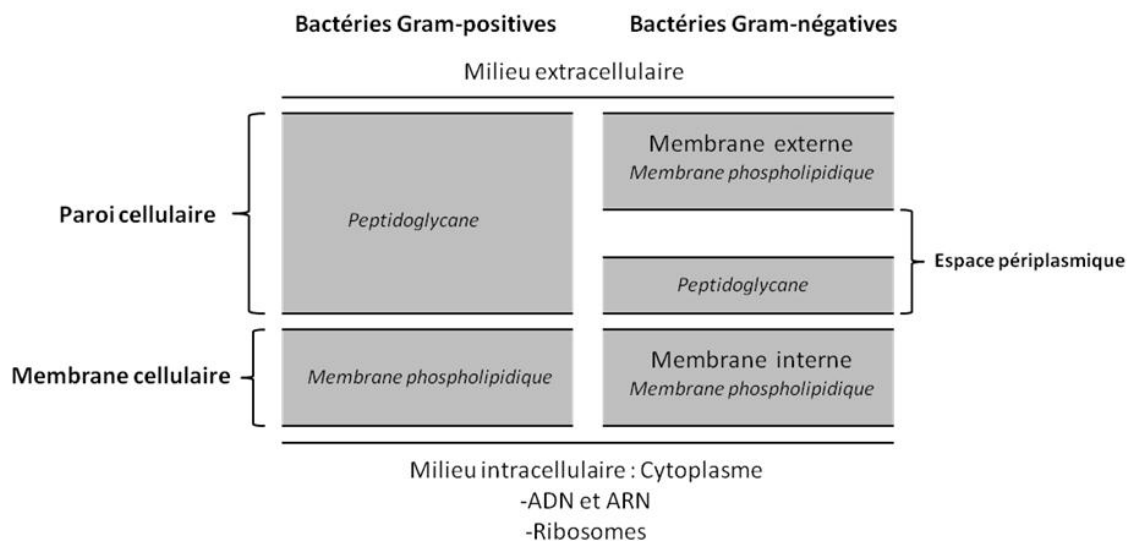 Bactéries Gram-positives
Bactéries Gram-négatives
Milieu extracellulaire
Membrane externe
Membrane phospholipidique
Paroi cellulaire
Peptidoglycane
Espace périplasmique
Peptidoglycane
Membrane cellulaire
Membrane phospholipidique
Membrane interne
Membrane phospholipidique
Milieu intracellulaire : Cytoplasme
-ADN et ARN
-Ribosomes